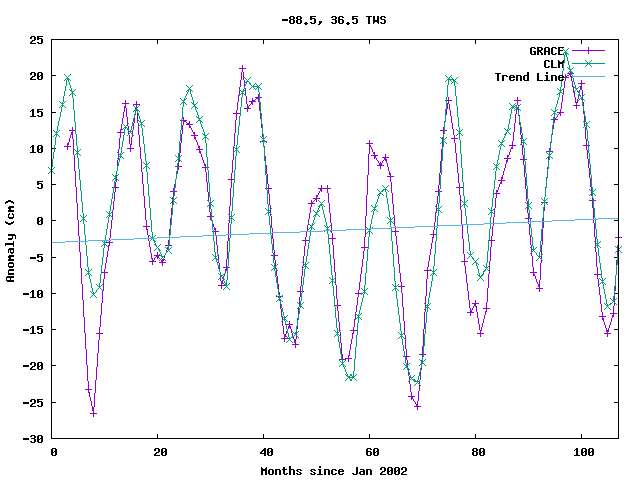 -88.5, 36.5 TWS
25
20
15
10
5
0
-5
-10
-15
-20
-25
-30
Anomaly (cm)
GRACE
CLM
Trend Line
0 20 40 60 80 100
Months since Jan 2002